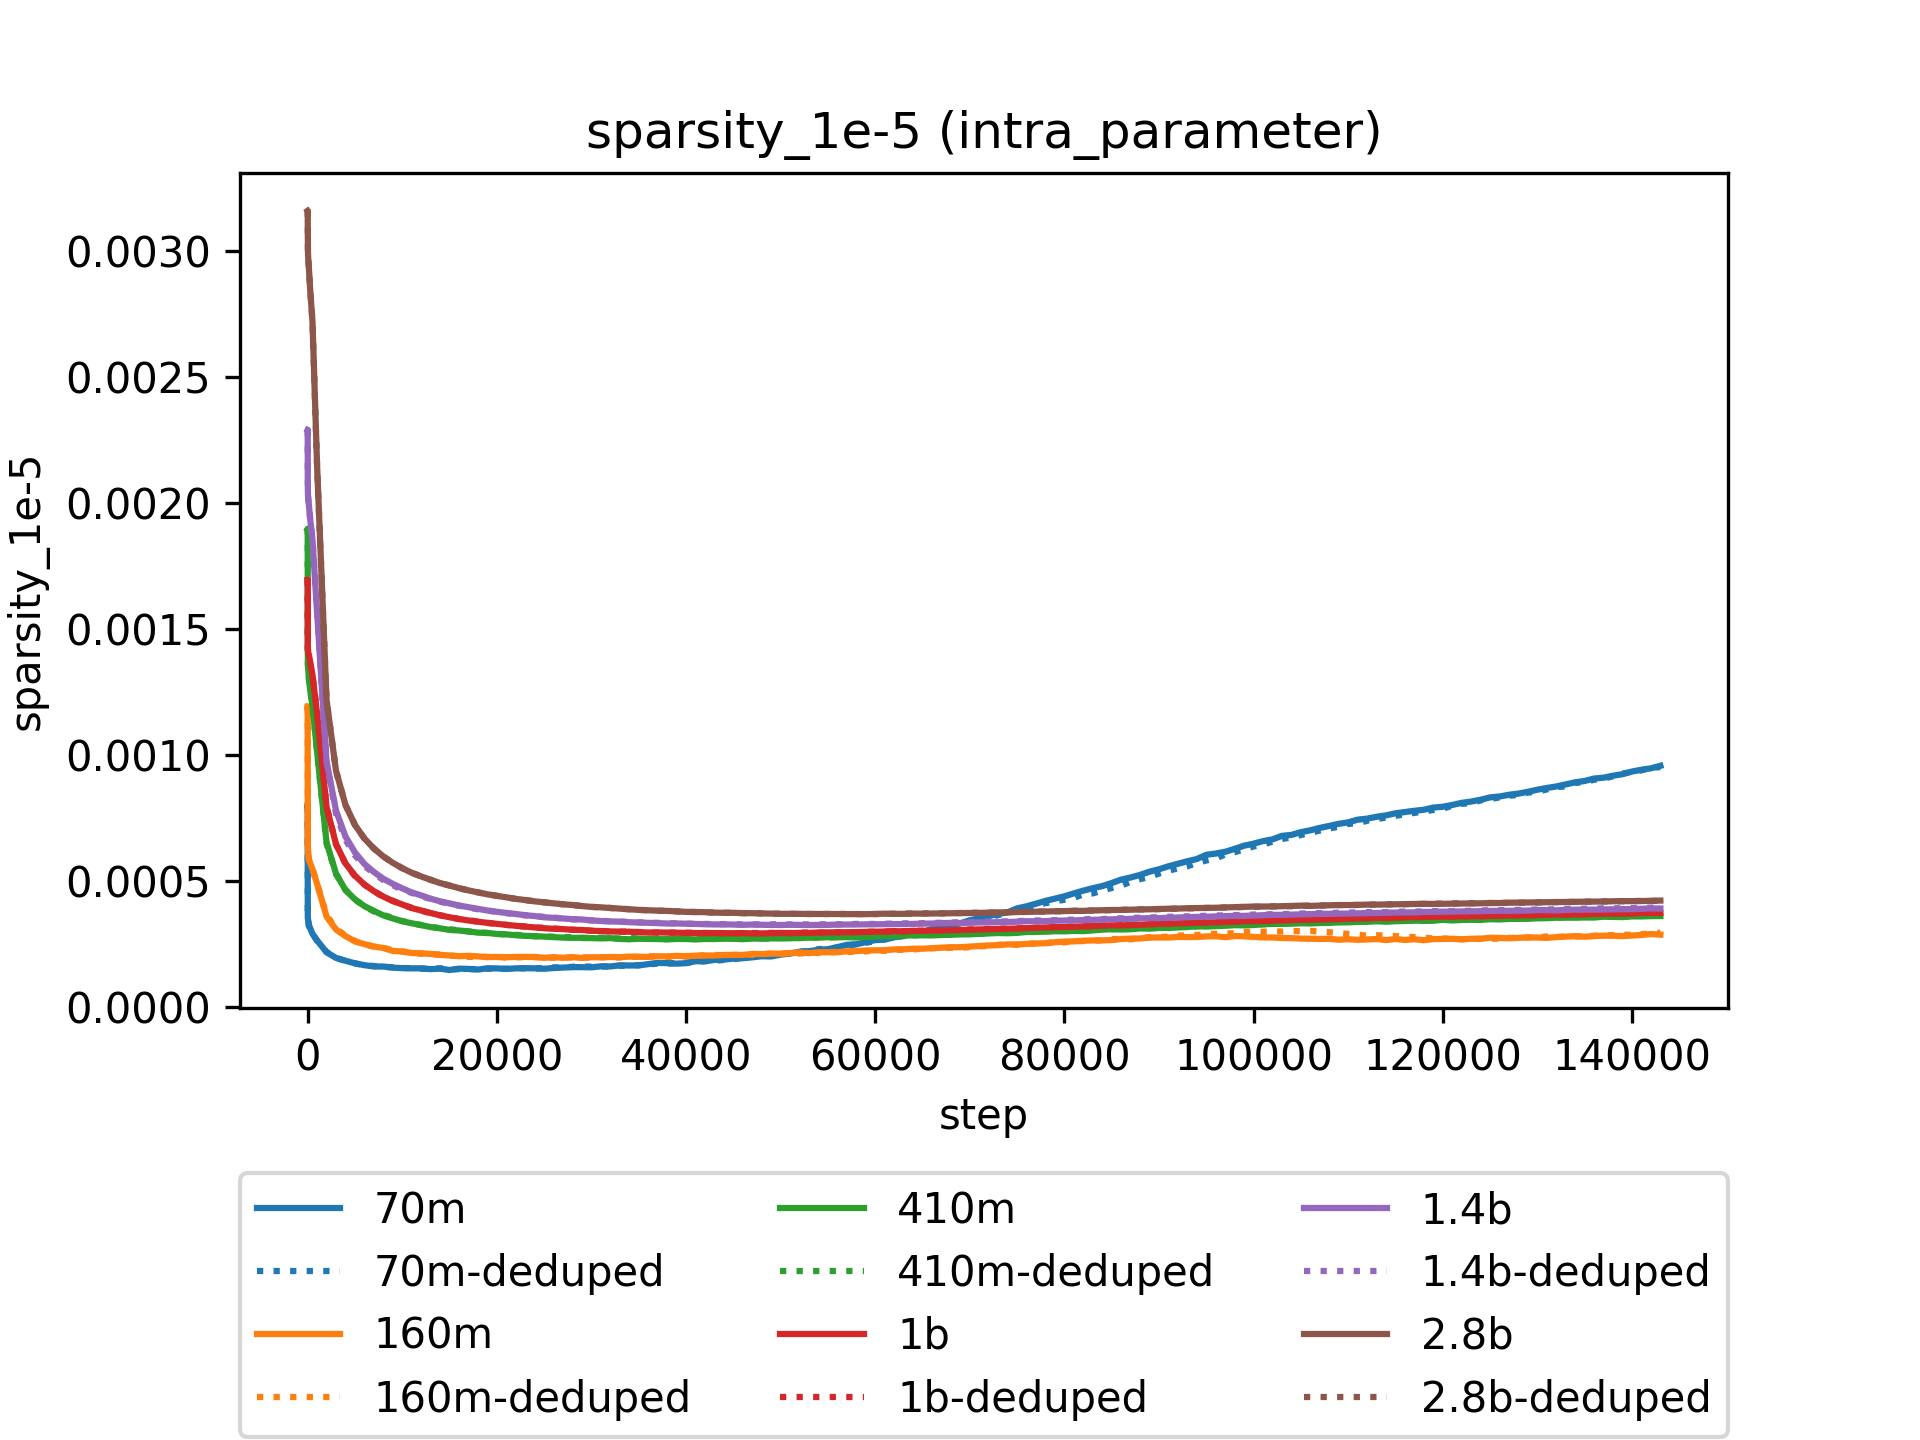 sparsity_1e-5 (intra_parameter)
sparsity_1e-5
0.0030
0.0025
0.0020
0.0015
0.0010
0.0005
0.0000
0 20000 40000 60000 80000 100000 120000 140000
step
70m 410m 1.4b
70m-deduped 410m-deduped 1.4b-deduped
160m 1b 2.8b
160m-deduped 1b-deduped 2.8b-deduped